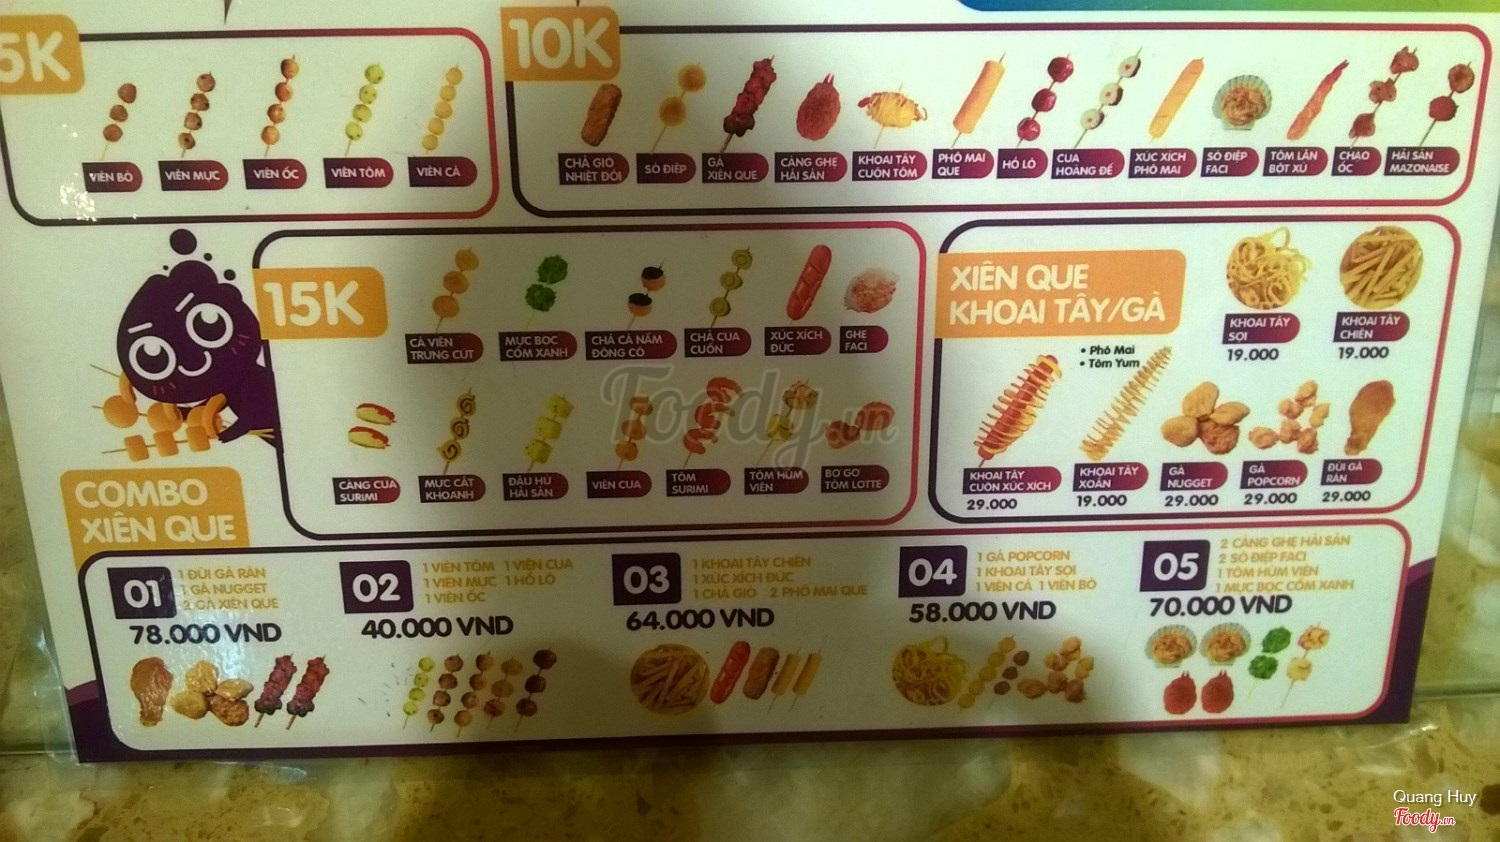 5K
VIÊN BÒ
VIÊN MỰC
VIÊN ỐC
VIÊN TÔM
VIÊN CÁ
10K
CHẢ GIÒ
NHIỆT ĐỚI
SÒ ĐIỆP
GÀ
XIÊN QUE
CÀNG GHẸ
HẢI SẢN
KHOAI TÂY
CUỘN TÔM
PHÔ MAI
QUE
HỒ LÔ
CUA
HOÀNG ĐẾ
XÚC XÍCH
PHÔ MAI
SÒ ĐIỆP
FACI
TÔM LĂN
BỘT XÙ
CHẠO
ỐC
HẢI SẢN
MAZONAISE
15K
CÁ VIÊN
TRỨNG CÚT
MỰC BỌC
CỐM XANH
CHẢ CÁ NẤM
ĐÔNG CÔ
CHẢ CUA
CUỐN
XÚC XÍCH
ĐỨC
GHẸ
FACI
CÀNG CUA
SURIMI
MỰC CẮT
KHOANH
ĐẬU HŨ
HẢI SẢN
VIÊN CUA
TÔM
SURIMI
TÔM HÙM
VIÊN
BƠ GƠ
TÔM LOTTE
XIÊN QUE
KHOAI TÂY/GÀ
KHOAI TÂY
SỢI
19.000
KHOAI TÂY
CHIÊN
19.000
• Phô Mai
• Tôm Yum
KHOAI TÂY
CUỘN XÚC XÍCH
29.000
KHOAI TÂY
XOẮN
19.000
GÀ
NUGGET
29.000
GÀ
POPCORN
29.000
ĐÙI GÀ
RÁN
29.000
COMBO
XIÊN QUE
01
1 ĐÙI GÀ RÁN
1 GÀ NUGGET
2 GÀ XIÊN QUE
78.000 VND
02
1 VIÊN TÔM 1 VIÊN CUA
1 VIÊN MỰC 1 HỒ LÔ
1 VIÊN ỐC
40.000 VND
03
1 KHOAI TÂY CHIÊN
1 XÚC XÍCH ĐỨC
1 CHẢ GIÒ 2 PHÔ MAI QUE
64.000 VND
04
1 GÀ POPCORN
1 KHOAI TÂY SỢI
1 VIÊN CÁ 1 VIÊN BÒ
58.000 VND
05
2 CÀNG GHẸ HẢI SẢN
2 SÒ ĐIỆP FACI
1 TÔM HÙM VIÊN
1 MỰC BỌC CỐM XANH
70.000 VND
Foody.vn
Quang Huy
Foody.vn